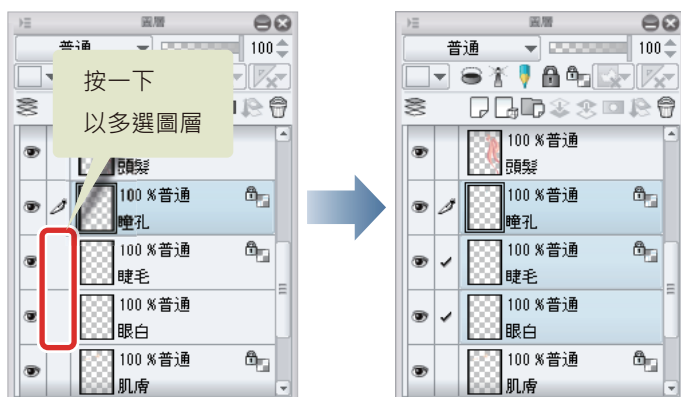 圖層
普通 100
按一下
以多選圖層
頭髮
100 %普通
瞳孔
100 %普通
睫毛
100 %普通
眼白
100 %普通
肌膚
圖層
普通 100
100 %普通
頭髮
100 %普通
瞳孔
100 %普通
睫毛
100 %普通
眼白
100 %普通
肌膚